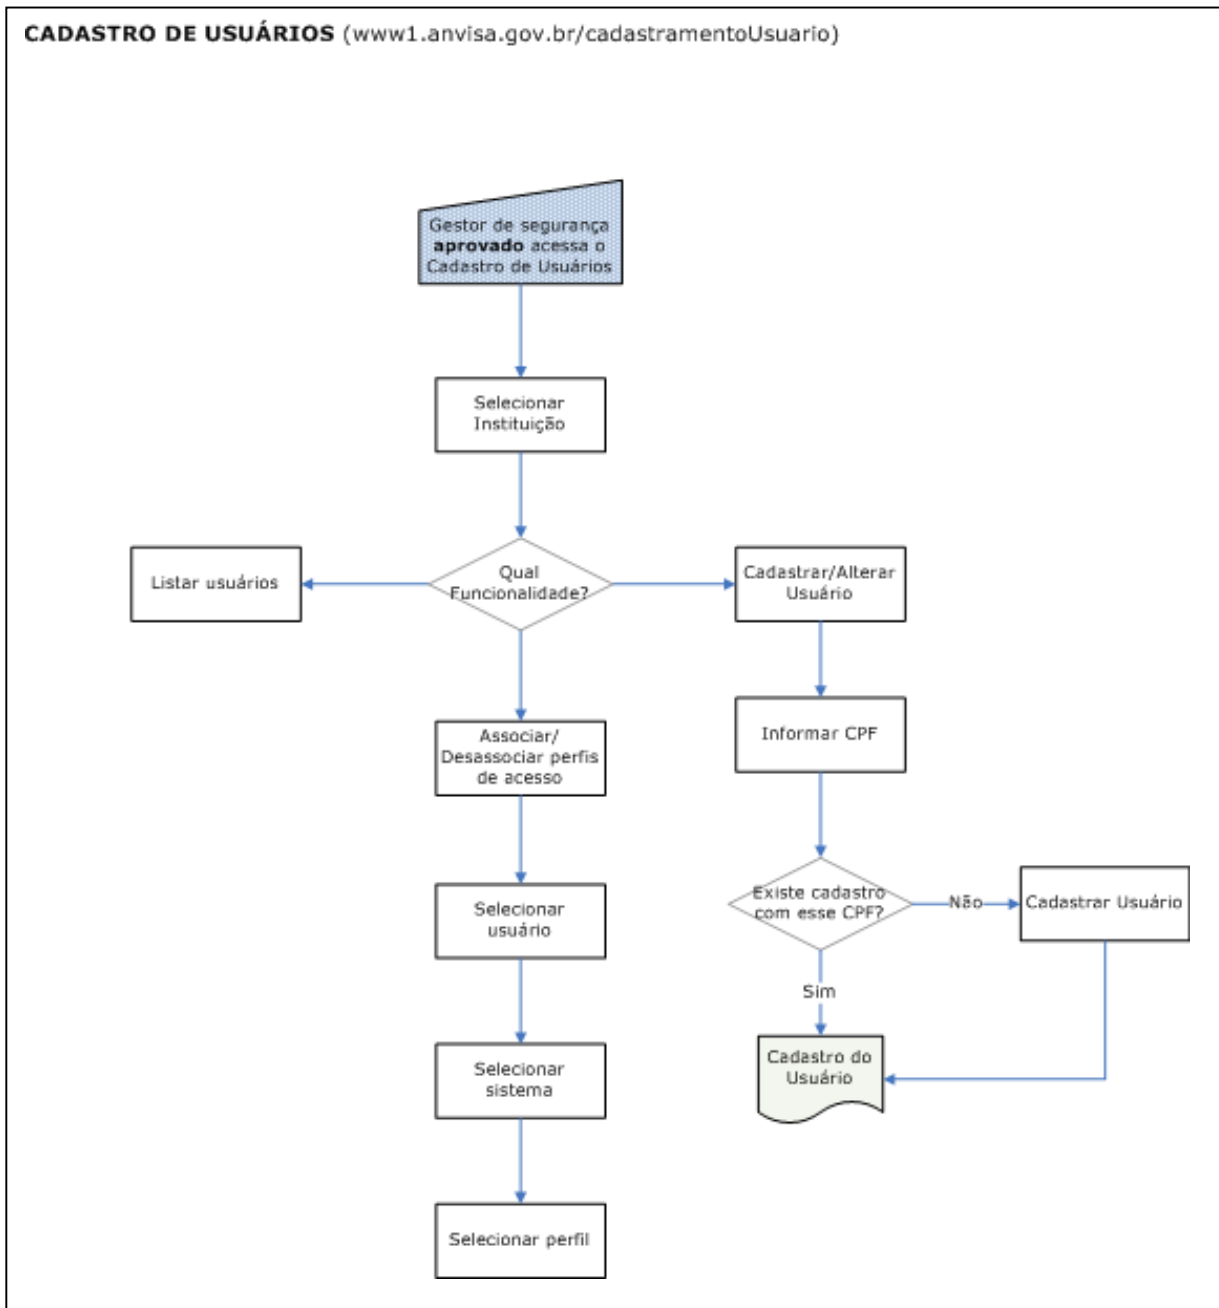 CADASTRO DE USUÁRIOS (www1.anvisa.gov.br/cadastramentoUsuario)
Gestor de segurança
aprovado acessa o
Cadastro de Usuários
Selecionar
Instituição
Listar usuários
Qual
Funcionalidade?
Cadastrar/Alterar
Usuário
Associar/
Desassociar perfis
de acesso
Informar CPF
Selecionar
usuário
Existe cadastro
com esse CPF?
Não
Cadastrar Usuário
Sim
Selecionar
sistema
Cadastro do
Usuário
Selecionar perfil